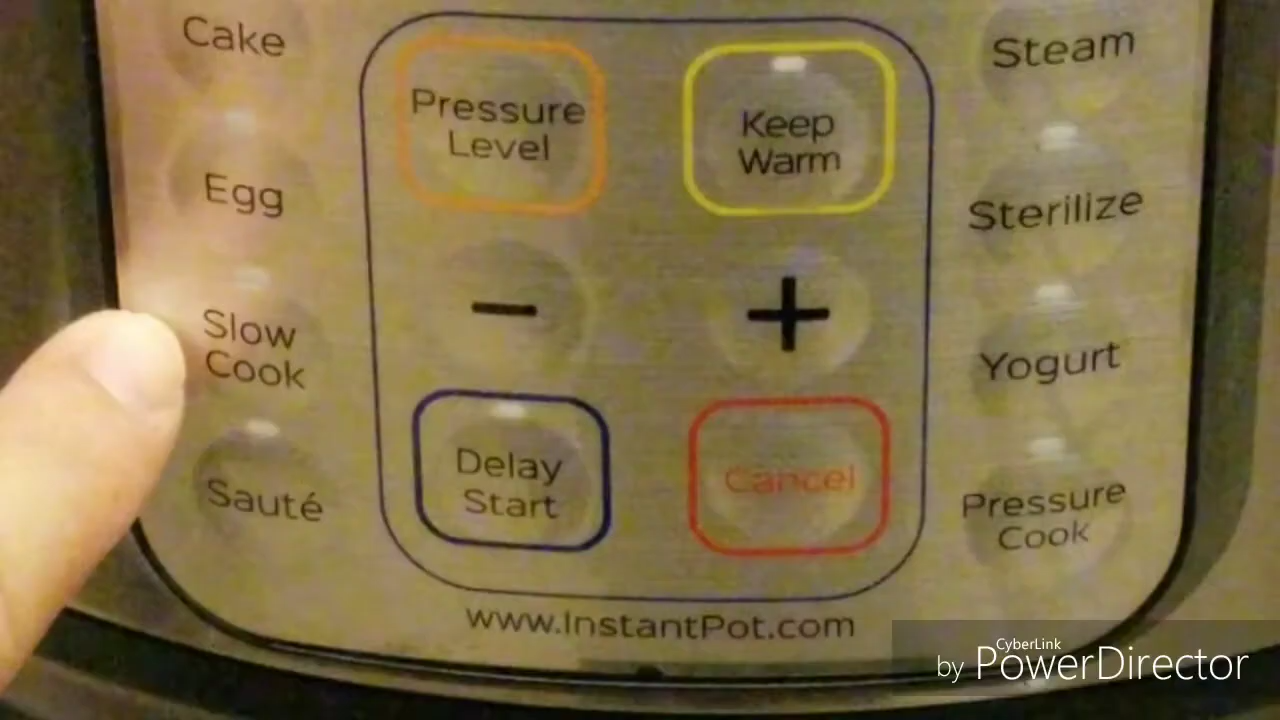 Cake
Pressure
Level
Keep
Warm
Steam
Egg
Sterilize
−
+
Slow
Cook
Yogurt
Sauté
Delay
Start
Cancel
Pressure
Cook
www.InstantPot.com
CyberLink
by PowerDirector